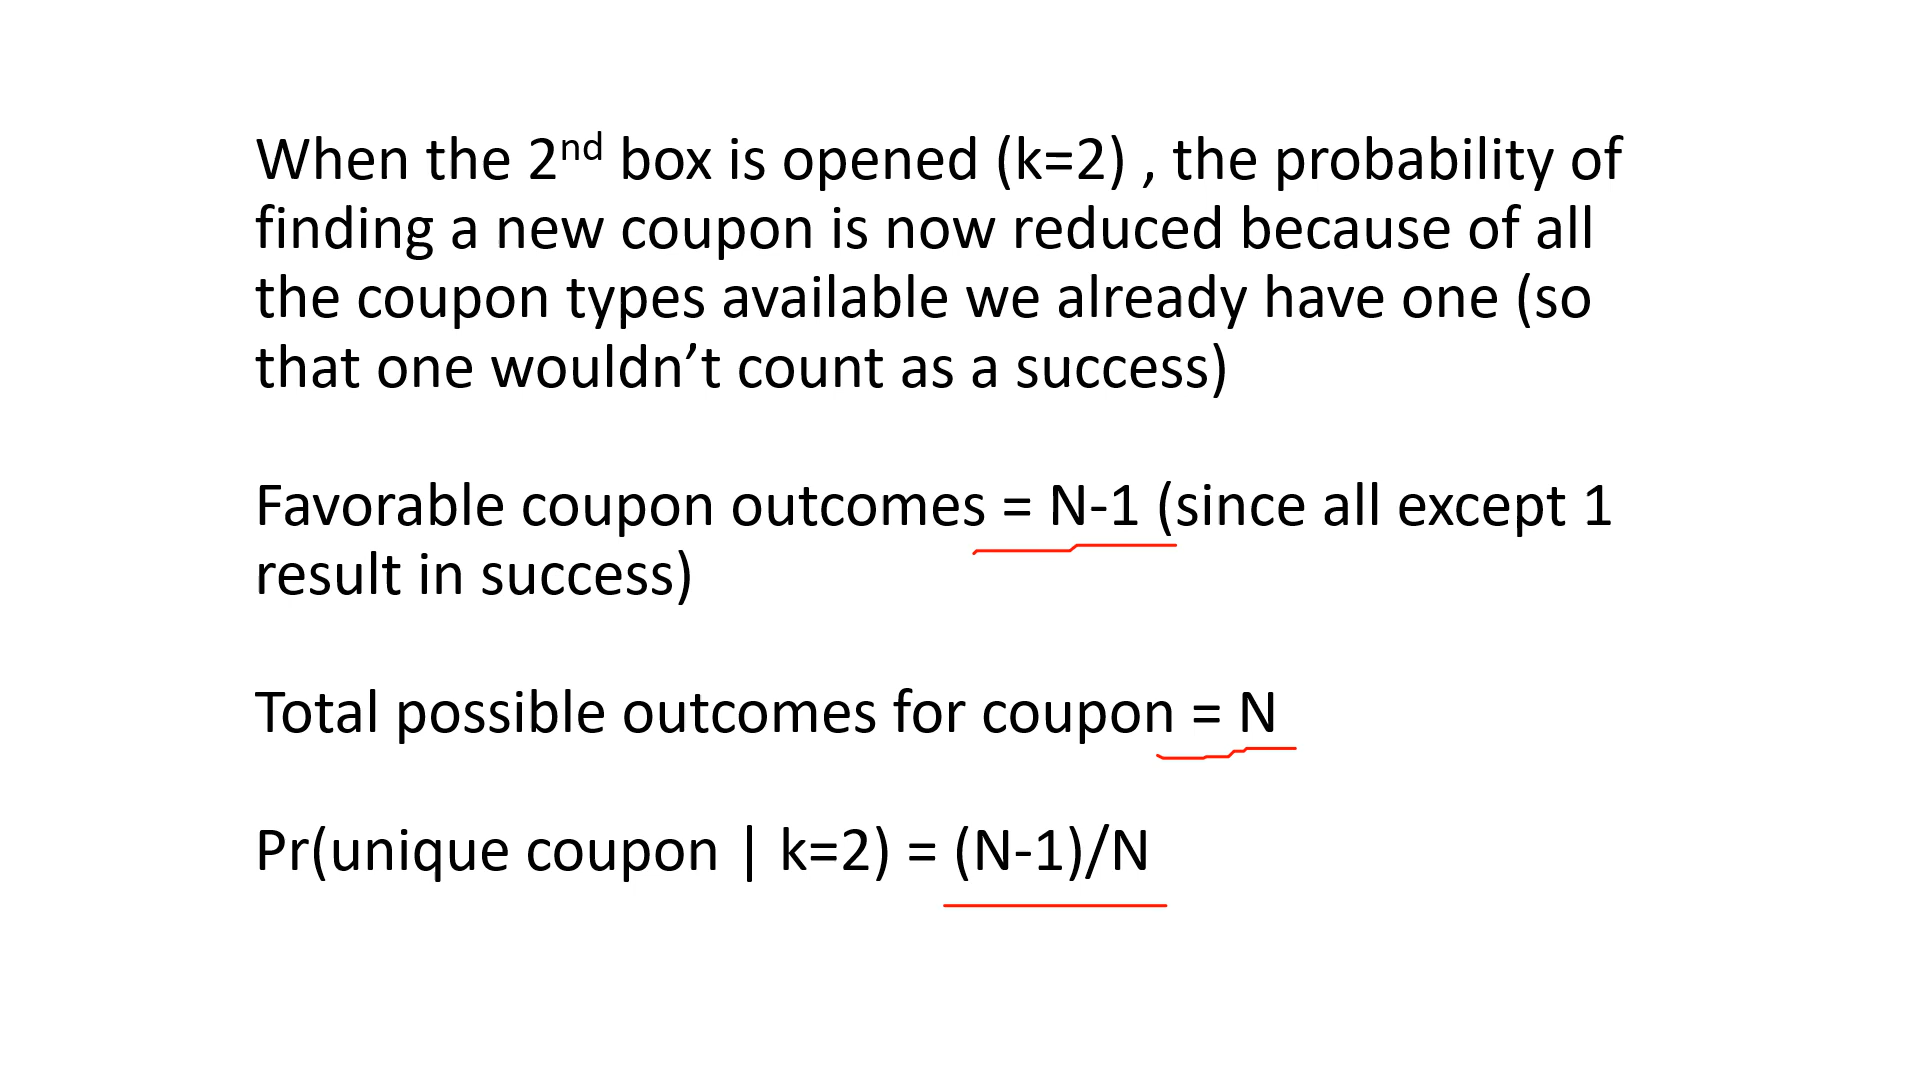 When the 2nd box is opened (k=2) , the probability of
finding a new coupon is now reduced because of all
the coupon types available we already have one (so
that one wouldn’t count as a success)
Favorable coupon outcomes = N-1 (since all except 1
result in success)
Total possible outcomes for coupon = N
Pr(unique coupon | k=2) = (N-1)/N